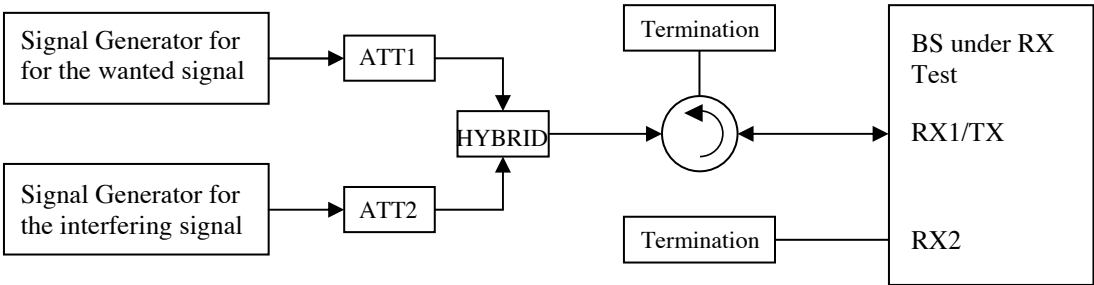 Signal Generator for
for the wanted signal
ATT1
HYBRID
Signal Generator for
the interfering signal
ATT2
Termination
Termination
BS under RX
Test
RX1/TX
RX2